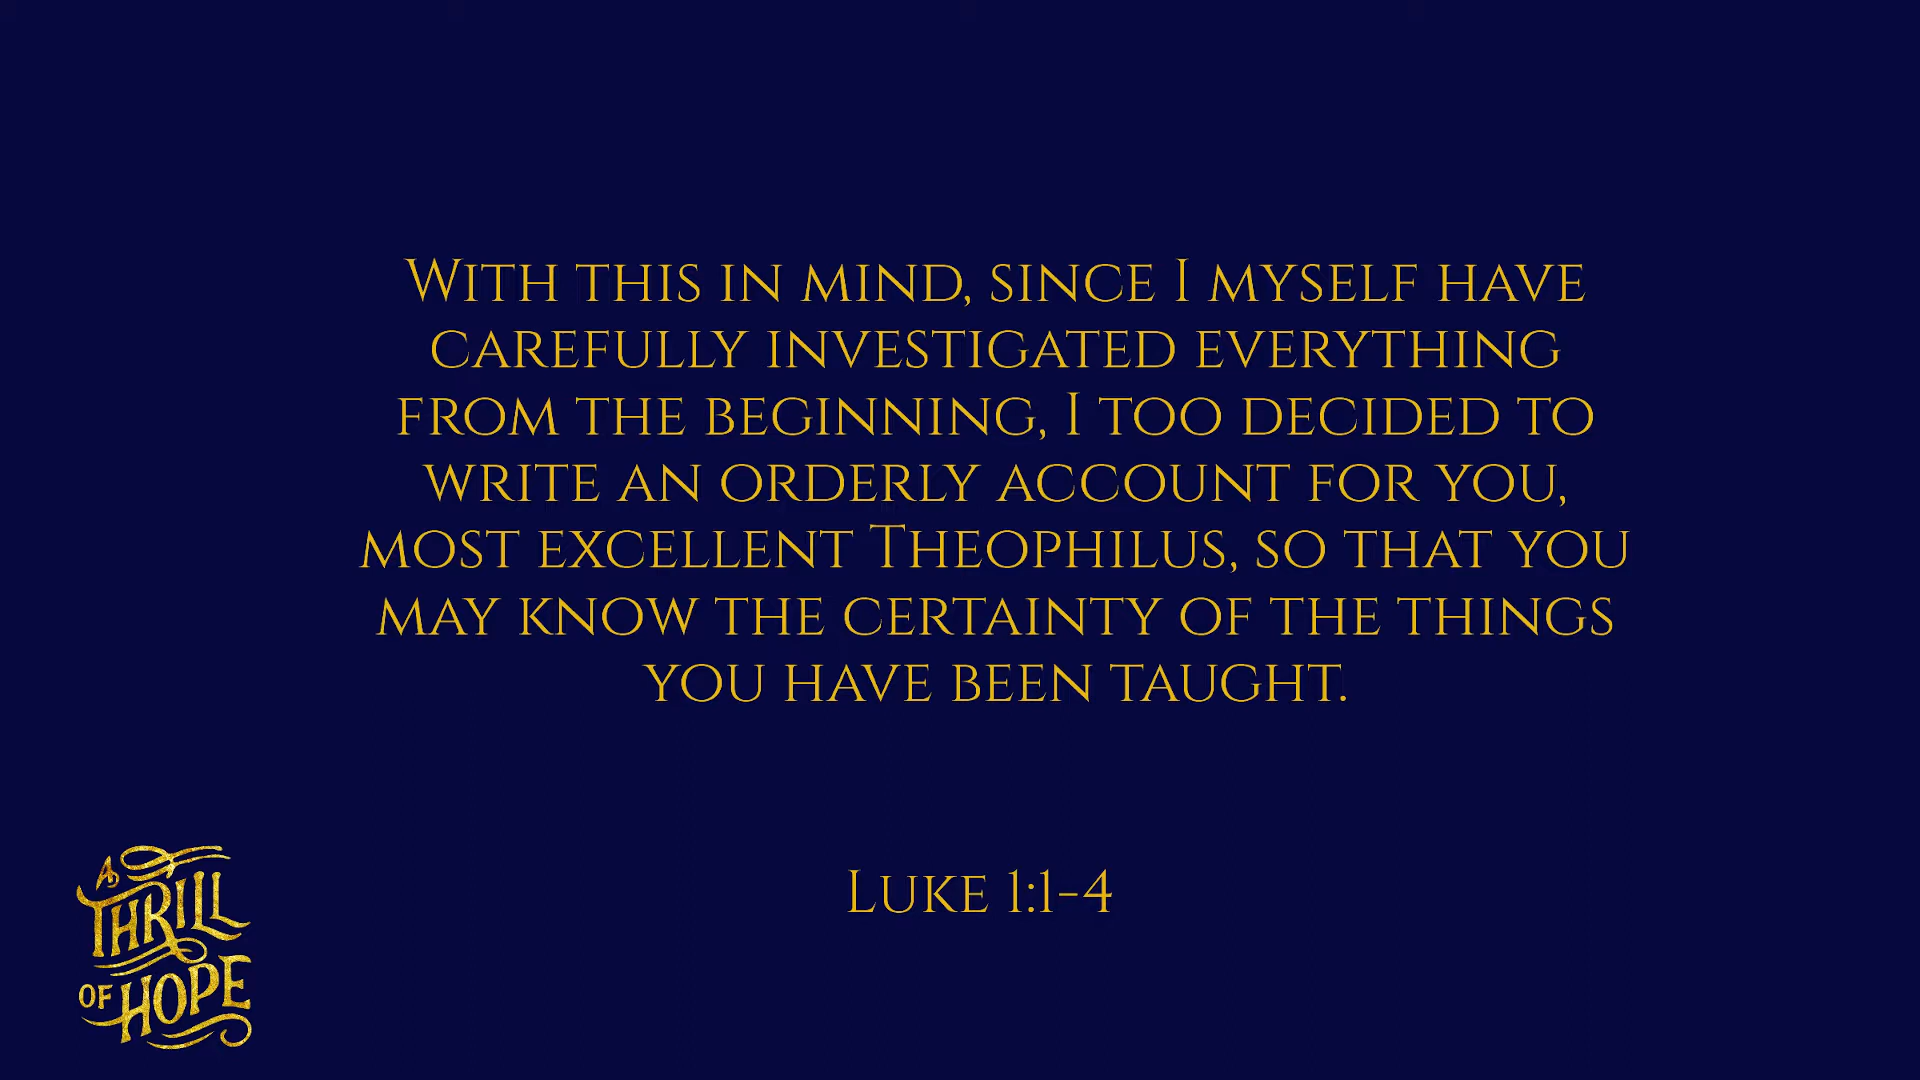 With this in mind, since I myself have
carefully investigated everything
from the beginning, I too decided to
write an orderly account for you,
most excellent Theophilus, so that you
may know the certainty of the things
you have been taught.
Luke 1:1-4
A
THRILL
OF HOPE